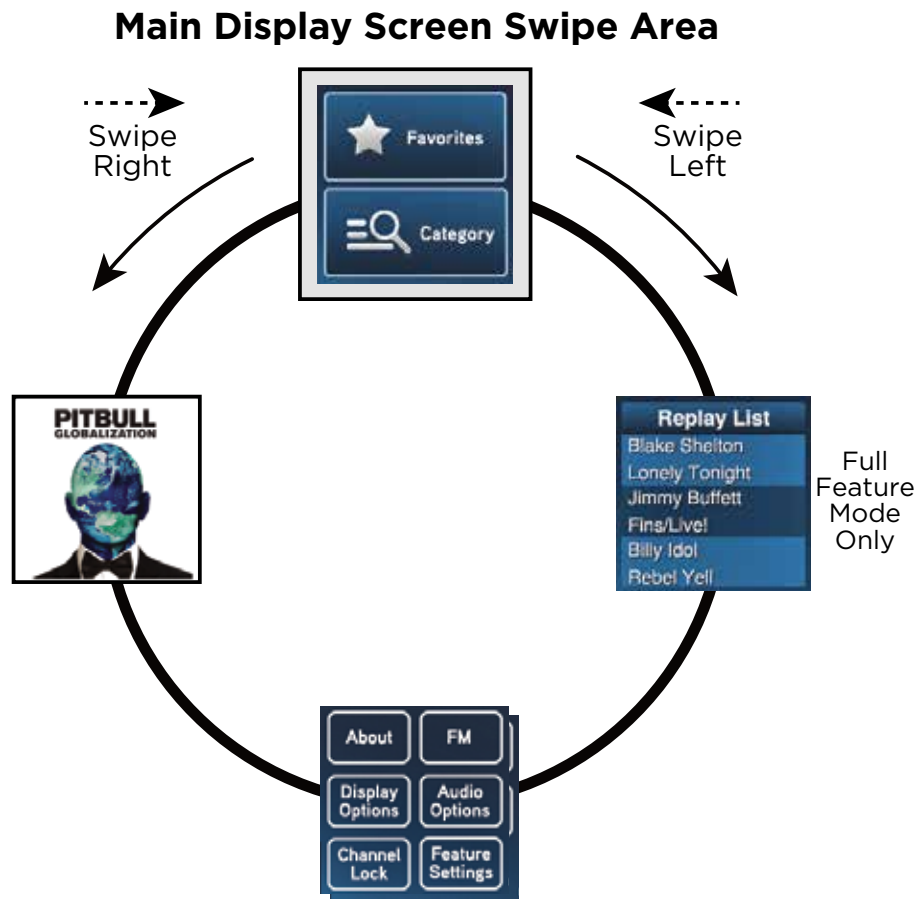 Main Display Screen Swipe Area
Swipe
Right
Swipe
Left
Favorites
Category
PITBULL
GLOBALIZATION
Replay List
Blake Shelton
Lonely Tonight
Jimmy Buffett
Fins/Live!
Billy Idol
Rebel Yell
Full
Feature
Mode
Only
About
FM
Display
Options
Audio
Options
Channel
Lock
Feature
Settings